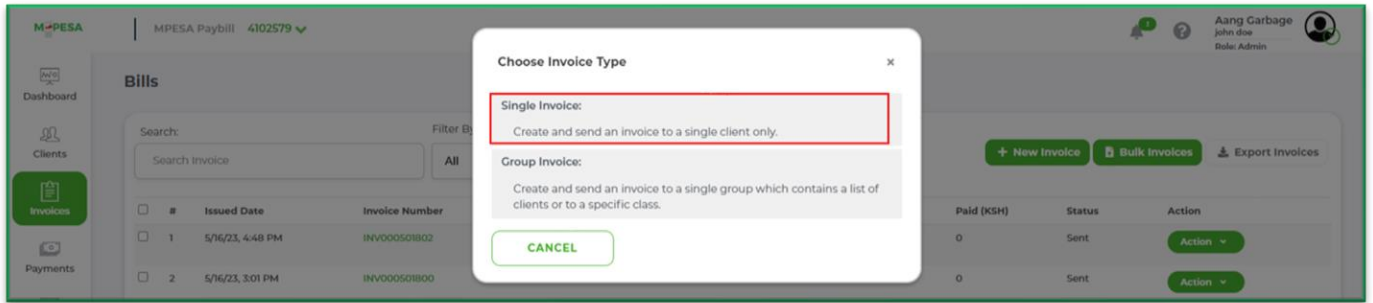 M-PESA
MPESA Paybill 4102579
1
?
Aang Garbage
john doe
Role: Admin
Dashboard
Clients
Invoices
Payments
Bills
Search:
Filter B
Search Invoice
All
+ New Invoice
Bulk Invoices
Export Invoices
# Issued Date Invoice Number Paid (KSH) Status Action
1 5/16/23, 4:48 PM INV000501802 0 Sent Action
2 5/16/23, 3:01 PM INV000501800 0 Sent Action
Choose Invoice Type
×
Single Invoice:
Create and send an invoice to a single client only.
Group Invoice:
Create and send an invoice to a single group which contains a list of
clients or to a specific class.
CANCEL